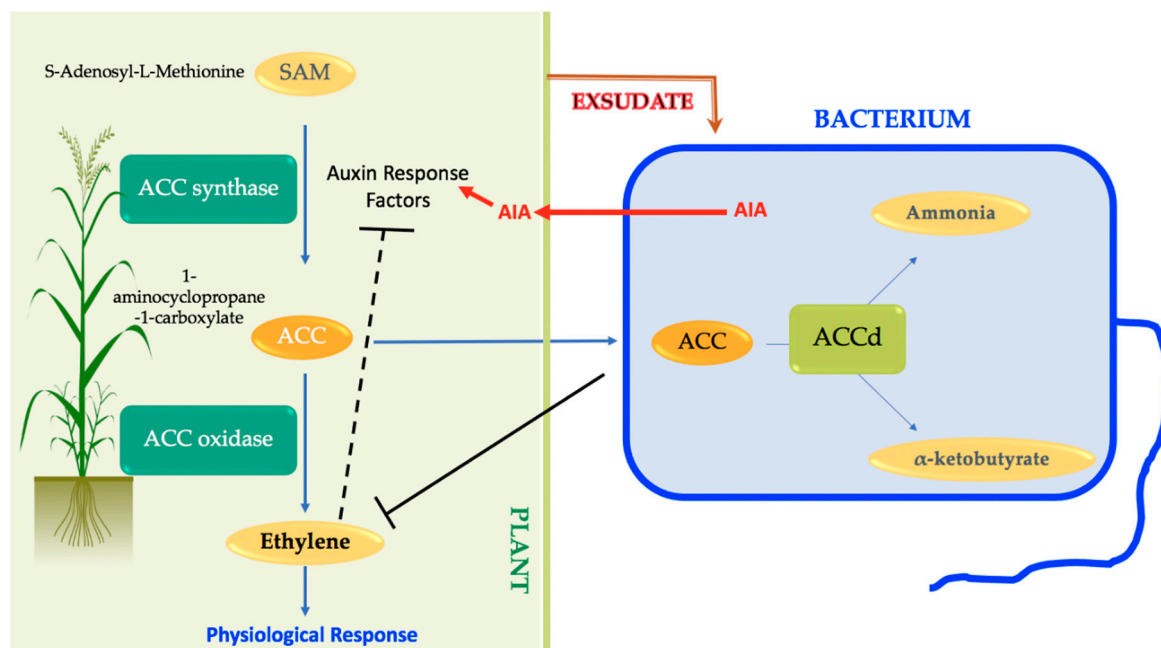 S-Adenosyl-L-Methionine
SAM
EXSUDATE
BACTERIUM
ACC synthase
Auxin Response
Factors
AIA
AIA
Ammonia
1-
aminocyclopropane
-1-carboxylate
ACC
ACC
ACCd
ACC oxidase
α-ketobutyrate
Ethylene
PLANT
Physiological Response